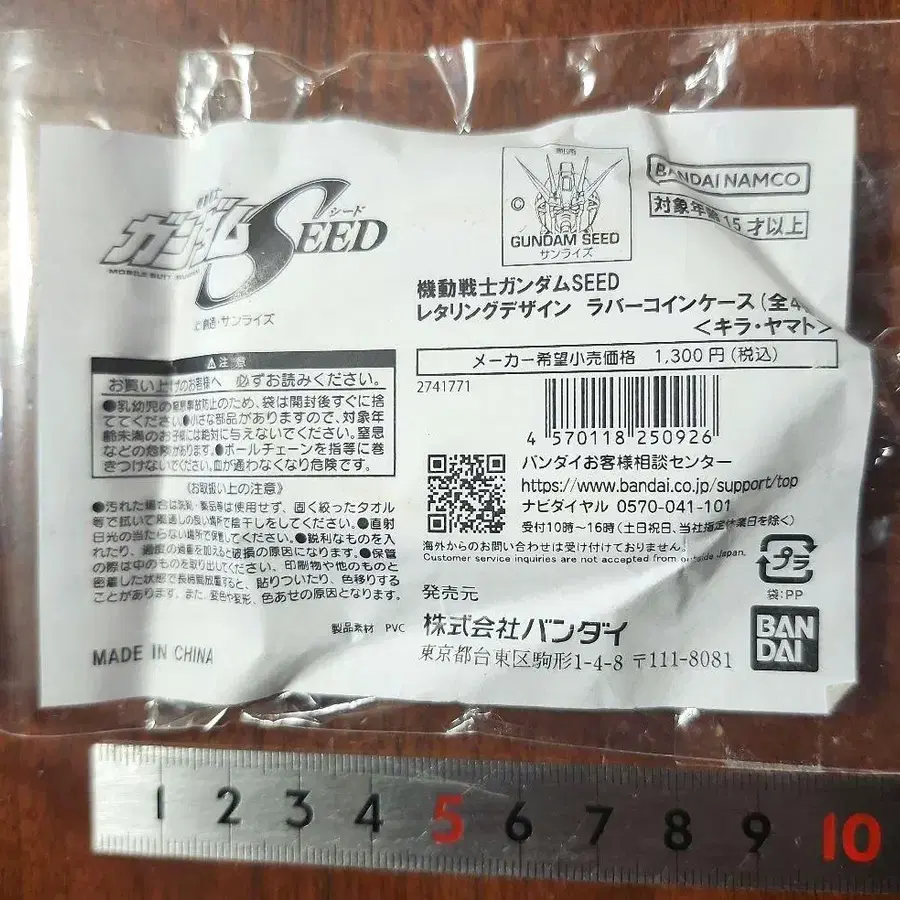 ガンダムSEED
シード
創通・サンライズ
創通
©
GUNDAM SEED
サンライズ
BANDAI NAMCO
対象年齢15才以上
機動戦士ガンダムSEED
レタリングデザイン ラバーコインケース(全4
<キラ・ヤマト>
メーカー希望小売価格 1,300円(税込)
2741771
4 570118 250926
⚠注意
お買い上げのお客様へ 必ずお読みください。
●乳幼児の窒息事故防止のため、袋は開封後すぐに捨
ててください。●小さな部品がありますので、対象年
齢未満のお子様には絶対に与えないでください。窒息
などの危険があります。●ボールチェーンを指等に巻
きつけないでください。血が通わなくなり危険です。
《お取扱い上の注意》
●汚れた場合は洗剤・薬品等は使用せず、固く絞ったタオル
等で拭いて風通しの良い場所で陰干しをしてください。●直射
日光の当たらない場所で保管してください。●鋭利なものを入
れたり、過度の過重を加えると破損の原因になります。●保管
の際は中のものを取り出してください。印刷物や他のものと
密着した状態で長時間放置すると、貼りついたり、色移りする
ことがあります。また、変色や変形、色あせの原因となります。
製品素材 PVC
MADE IN CHINA
バンダイお客様相談センター
https://www.bandai.co.jp/support/top
ナビダイヤル 0570-041-101
受付10時～16時(土日祝日、当社指定休業日を除く)
海外からのお問い合わせは受け付けておりません。
Customer service inquiries are not accepted from outside Japan.
プラ
袋:PP
発売元
株式会社バンダイ
東京都台東区駒形1-4-8 〒111-8081
BAN
DAI
1 2 3 4 5 6 7 8 9 10